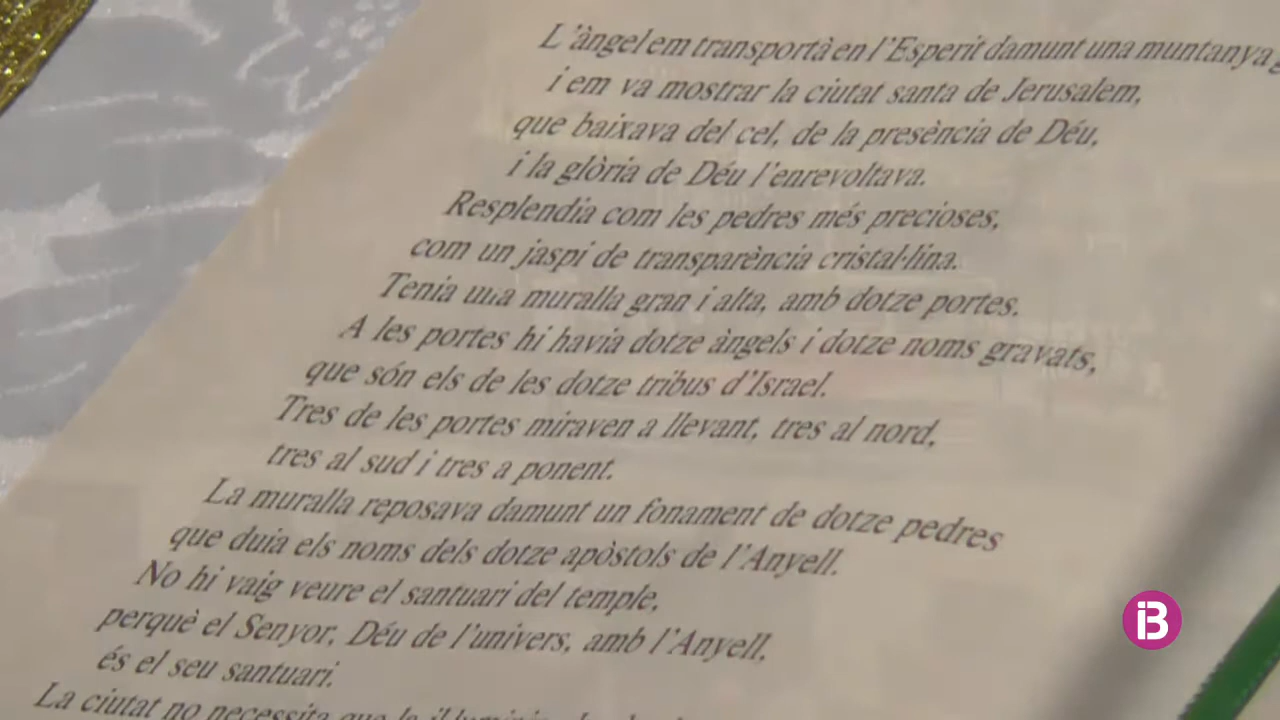 L'àngel em transportà en l'Esperit damunt una muntanya
i em va mostrar la ciutat santa de Jerusalem,
que baixava del cel, de la presència de Déu,
i la glòria de Déu l'enrevoltava.
Resplendia com les pedres més precioses,
com un jaspi de transparència cristal·lina.
Tenia una muralla gran i alta, amb dotze portes.
A les portes hi havia dotze àngels i dotze noms gravats,
que són els de les dotze tribus d'Israel.
Tres de les portes miraven a llevant, tres al nord,
tres al sud i tres a ponent.
La muralla reposava damunt un fonament de dotze pedres
que duia els noms dels dotze apòstols de l'Anyell.
No hi vaig veure el santuari del temple,
perquè el Senyor, Déu de l'univers, amb l'Anyell,
és el seu santuari.
La ciutat no necessita que
iB3